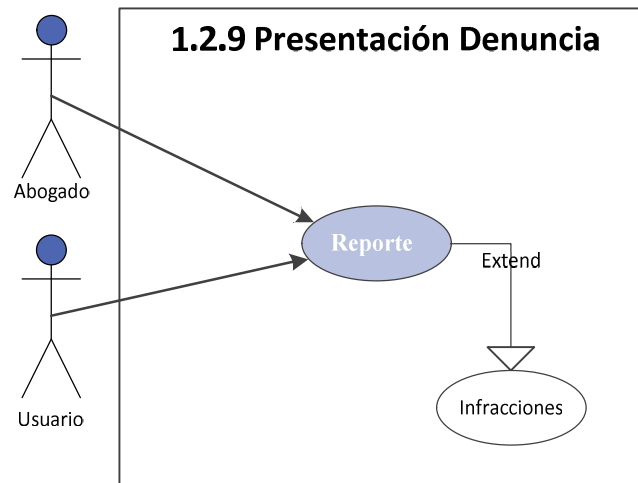 1.2.9 Presentación Denuncia
Abogado
Reporte
Extend
Infracciones
Usuario